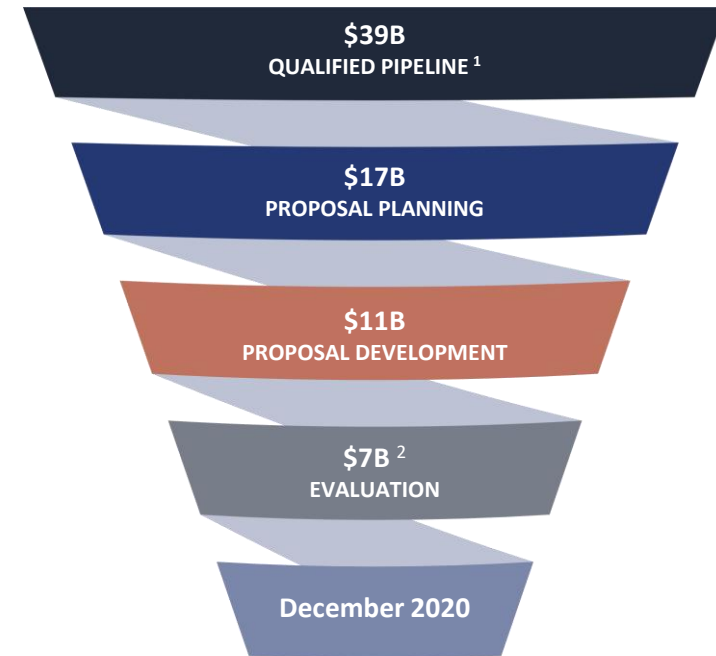 $39B
QUALIFIED PIPELINE 1
$17B
PROPOSAL PLANNING
$11B
PROPOSAL DEVELOPMENT
$7B 2
EVALUATION
December 2020